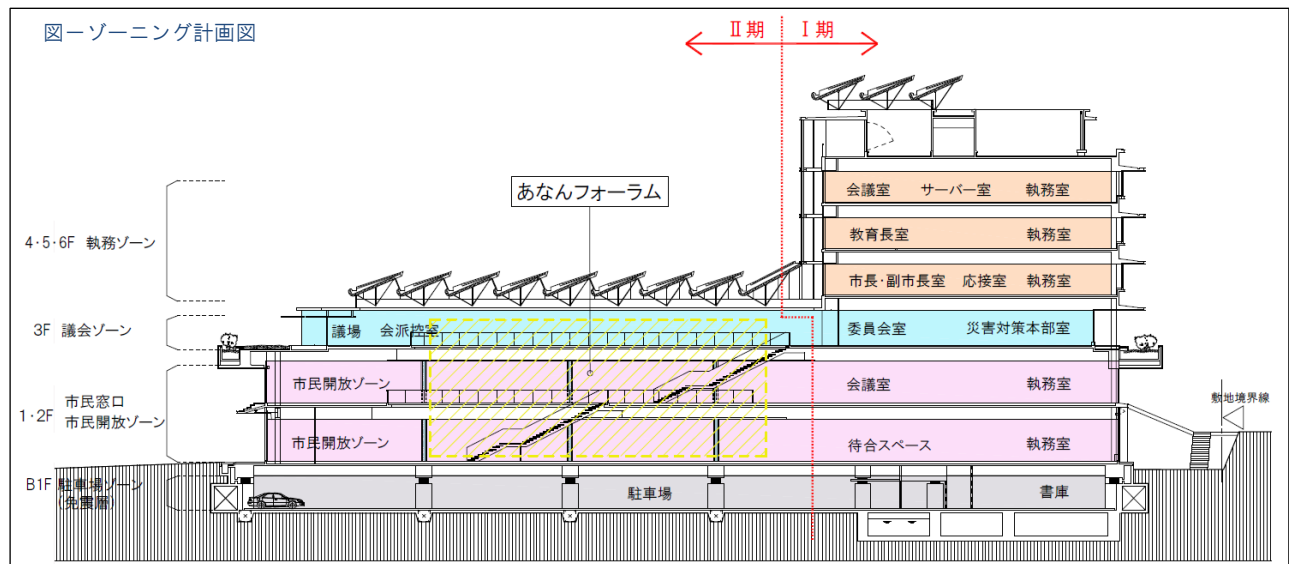 図－ゾーニング計画図
Ⅱ期 Ⅰ期
あなんフォーラム
4・5・6F 執務ゾーン
会議室 サーバー室 執務室
教育長室 執務室
市長・副市長室 応接室 執務室
3F 議会ゾーン
議場 会派控室 委員会室 災害対策本部室
1・2F 市民窓口
市民開放ゾーン
市民開放ゾーン 会議室 執務室
敷地境界線
市民開放ゾーン 待合スペース 執務室
B1F 駐車場ゾーン
(免震層)
駐車場 書庫